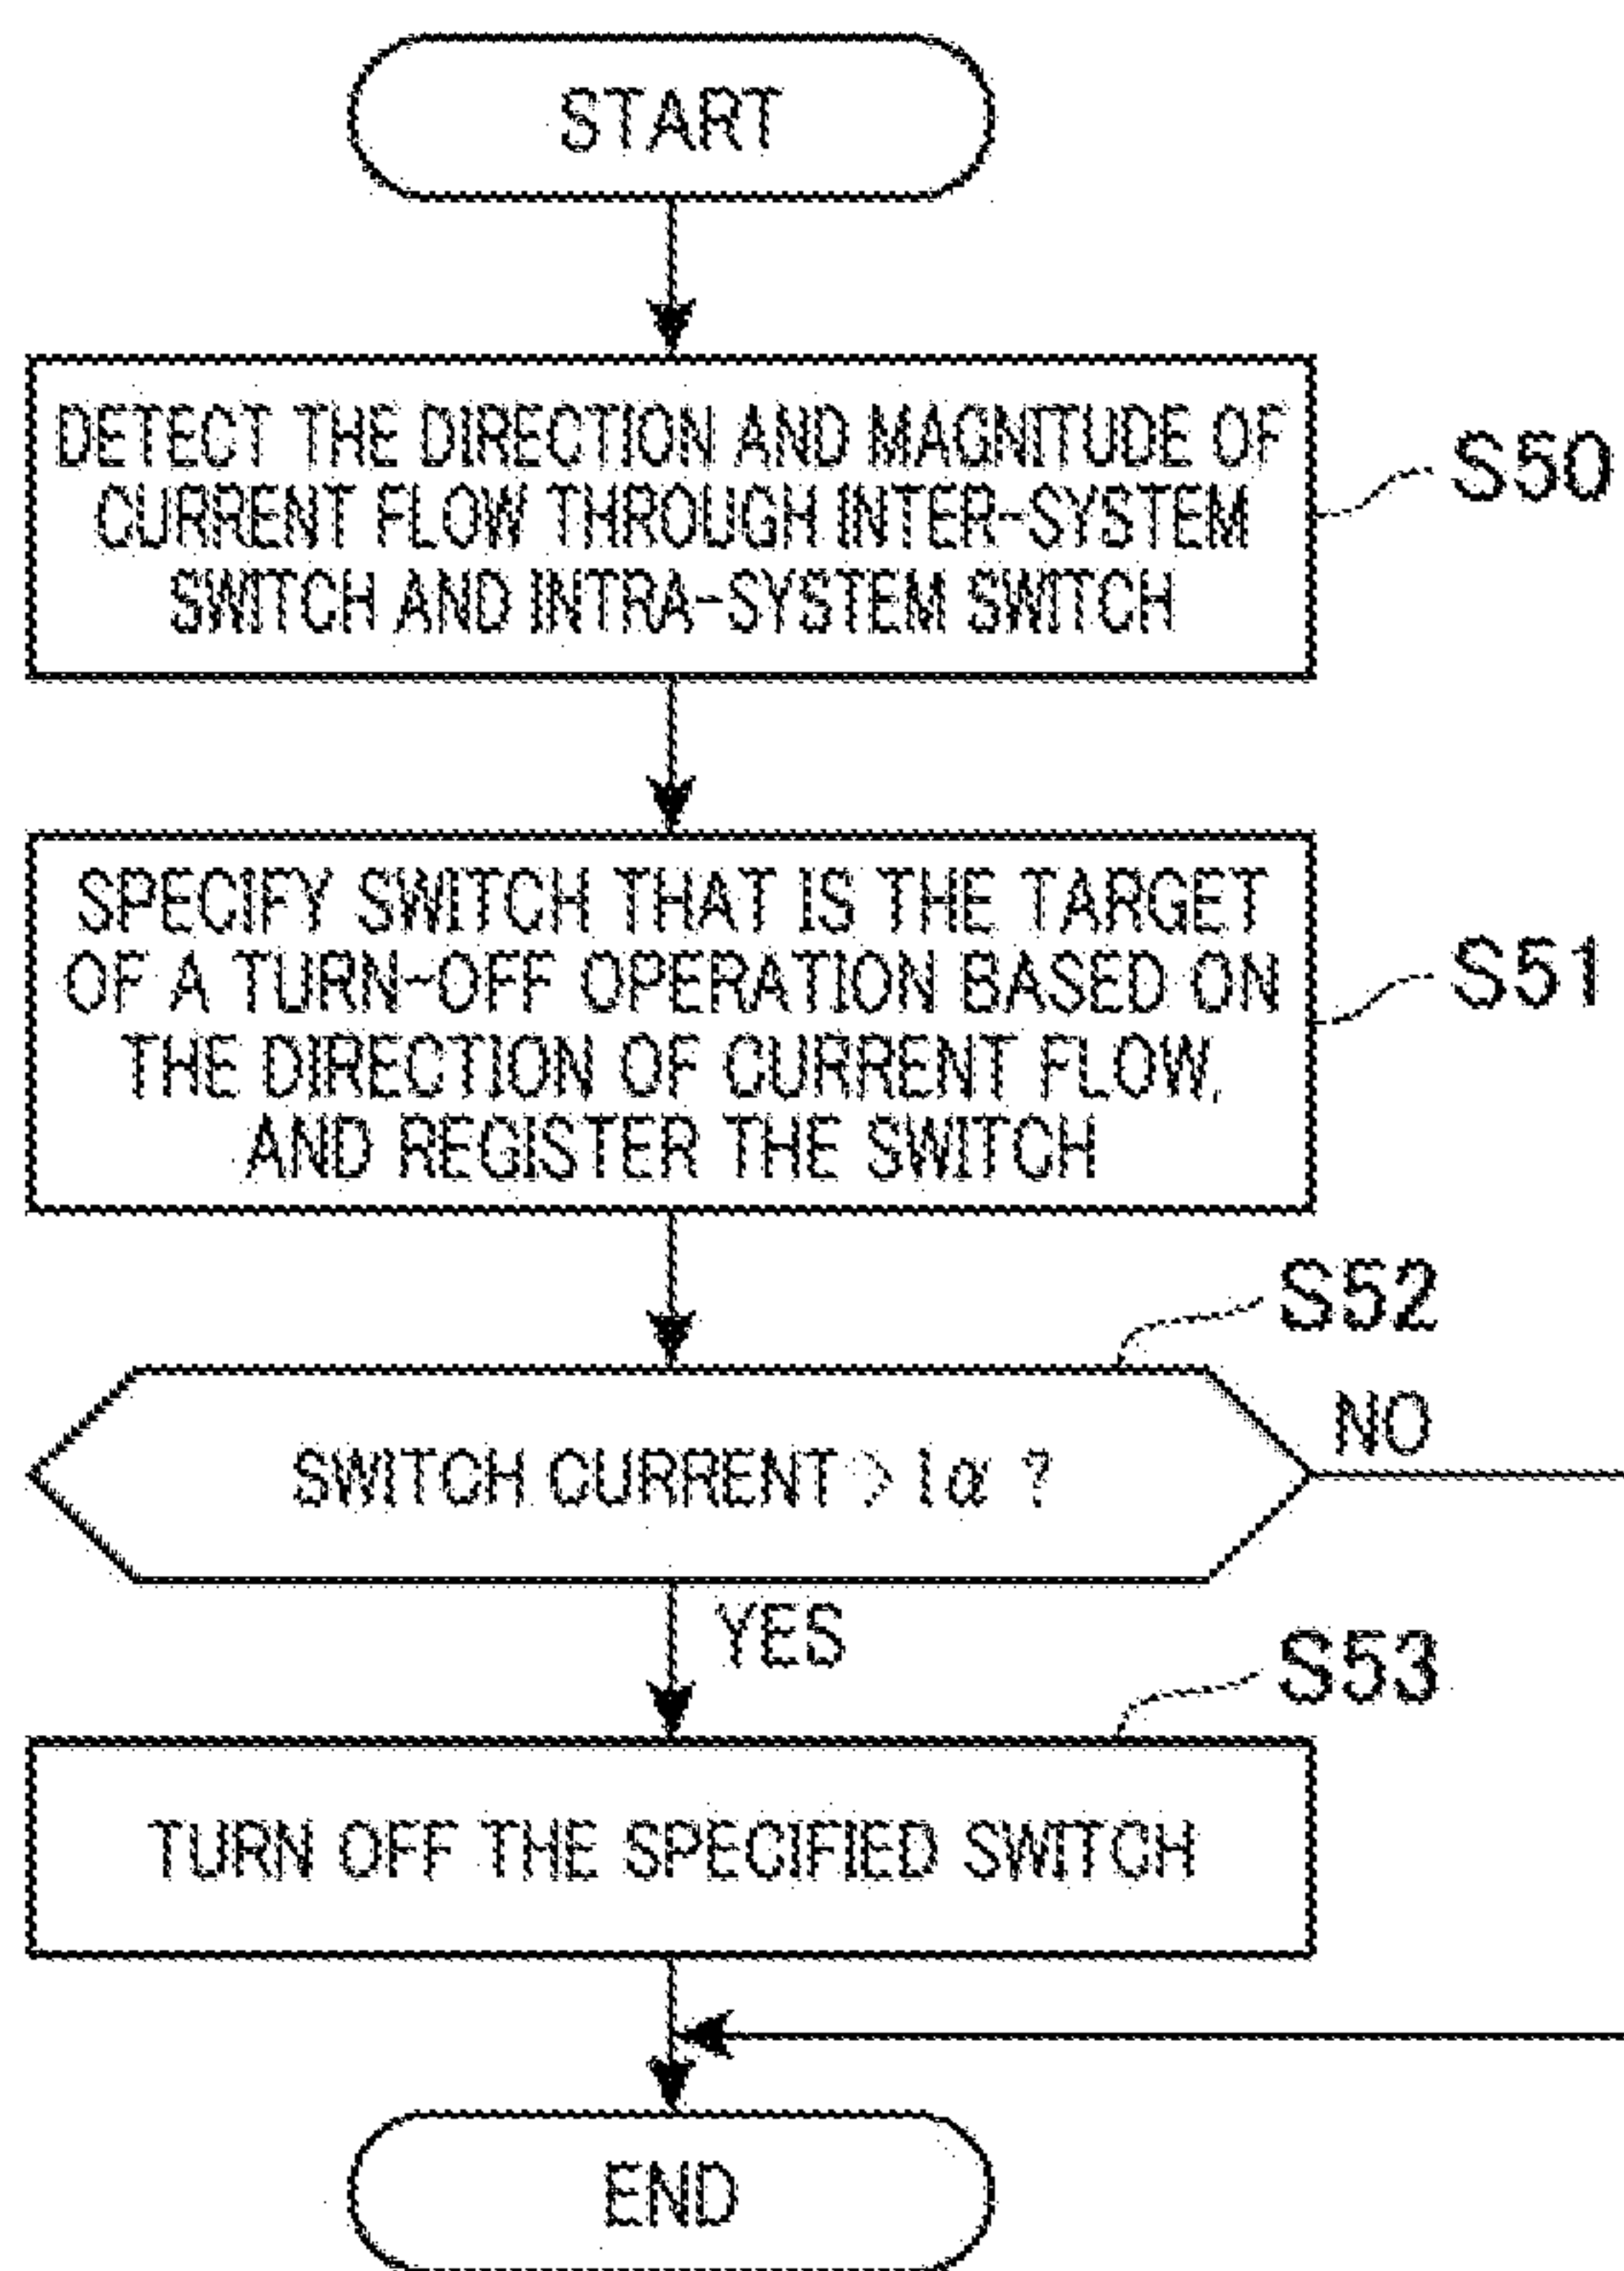 START
DETECT THE DIRECTION AND MAGNITUDE OF
CURRENT FLOW THROUGH INTER-SYSTEM
SWITCH AND INTRA-SYSTEM SWITCH
S50
SPECIFY SWITCH THAT IS THE TARGET
OF A TURN-OFF OPERATION BASED ON
THE DIRECTION OF CURRENT FLOW,
AND REGISTER THE SWITCH
S51
S52
SWITCH CURRENT > Iα ?
NO
YES
S53
TURN OFF THE SPECIFIED SWITCH
END